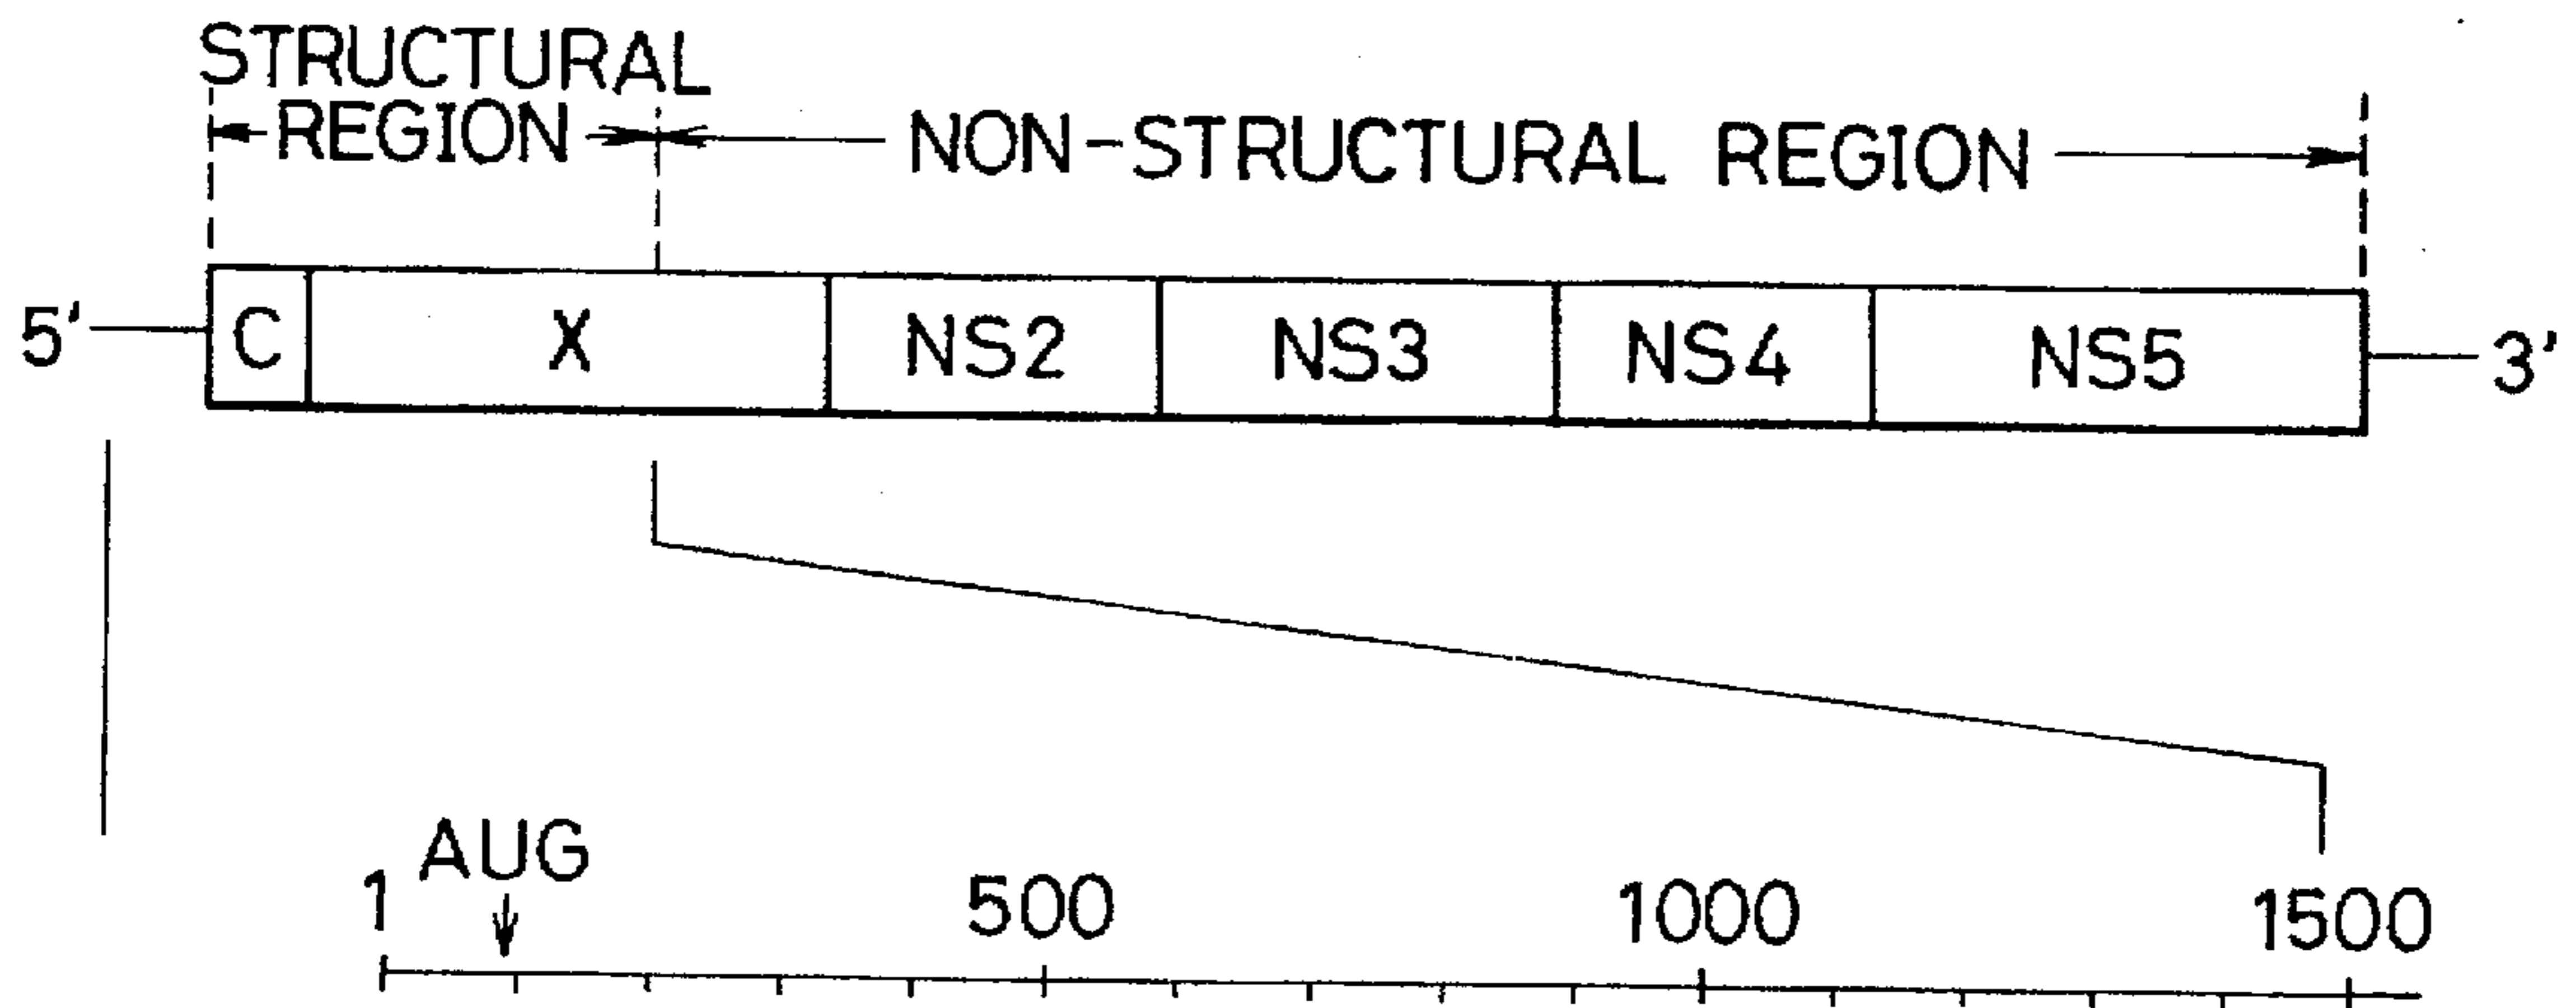 STRUCTURAL
REGION NON-STRUCTURAL REGION
5' C X NS2 NS3 NS4 NS5 3'
AUG
1 500 1000 1500